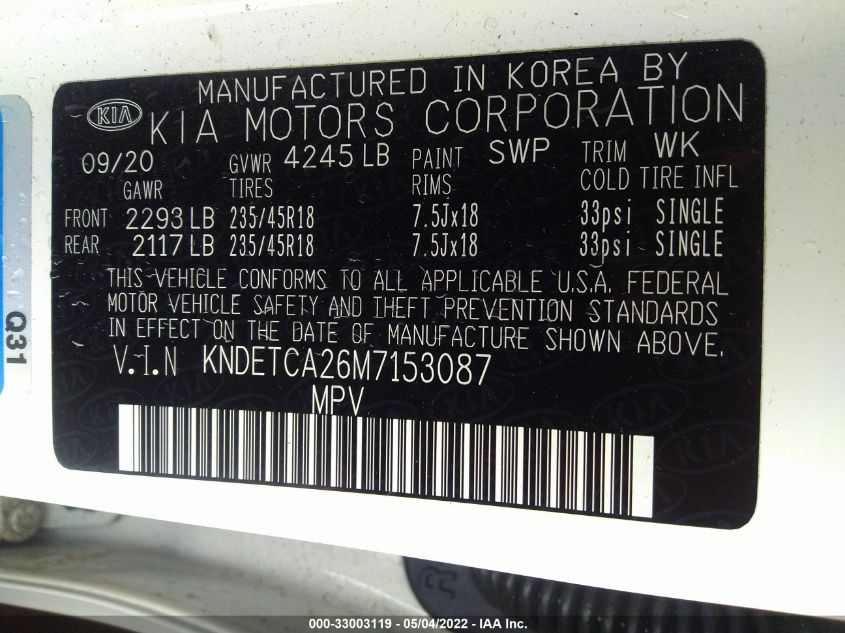 MANUFACTURED IN KOREA BY
KIA KIA MOTORS CORPORATION
09/20 GVWR 4245 LB PAINT SWP TRIM WK
GAWR TIRES RIMS COLD TIRE INFL
FRONT 2293 LB 235/45R18 7.5Jx18 33psi SINGLE
REAR 2117 LB 235/45R18 7.5Jx18 33psi SINGLE
THIS VEHICLE CONFORMS TO ALL APPLICABLE U.S.A. FEDERAL
MOTOR VEHICLE SAFETY AND THEFT PREVENTION STANDARDS
IN EFFECT ON THE DATE OF MANUFACTURE SHOWN ABOVE.
V.I.N KNDETCA26M7153087
MPV
Q31
000-33003119 - 05/04/2022 - IAA Inc.